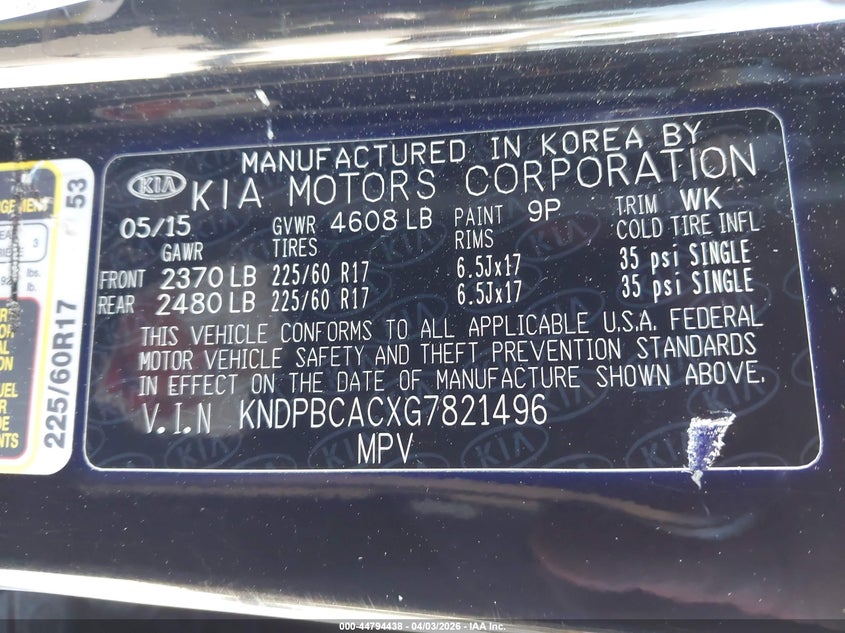 MANUFACTURED IN KOREA BY
KIA KIA MOTORS CORPORATION
05/15 GVWR 4608 LB PAINT 9P TRIM WK
GAWR TIRES RIMS COLD TIRE INFL
FRONT 2370 LB 225/60 R17 6.5Jx17 35 psi SINGLE
REAR 2480 LB 225/60 R17 6.5Jx17 35 psi SINGLE
THIS VEHICLE CONFORMS TO ALL APPLICABLE U.S.A. FEDERAL
MOTOR VEHICLE SAFETY AND THEFT PREVENTION STANDARDS
IN EFFECT ON THE DATE OF MANUFACTURE SHOWN ABOVE.
V.I.N KNDPBCACXG7821496
MPV
53
225/60R17
3
lbs.
lb.
000-44794438 - 04/03/2026 - IAA Inc.